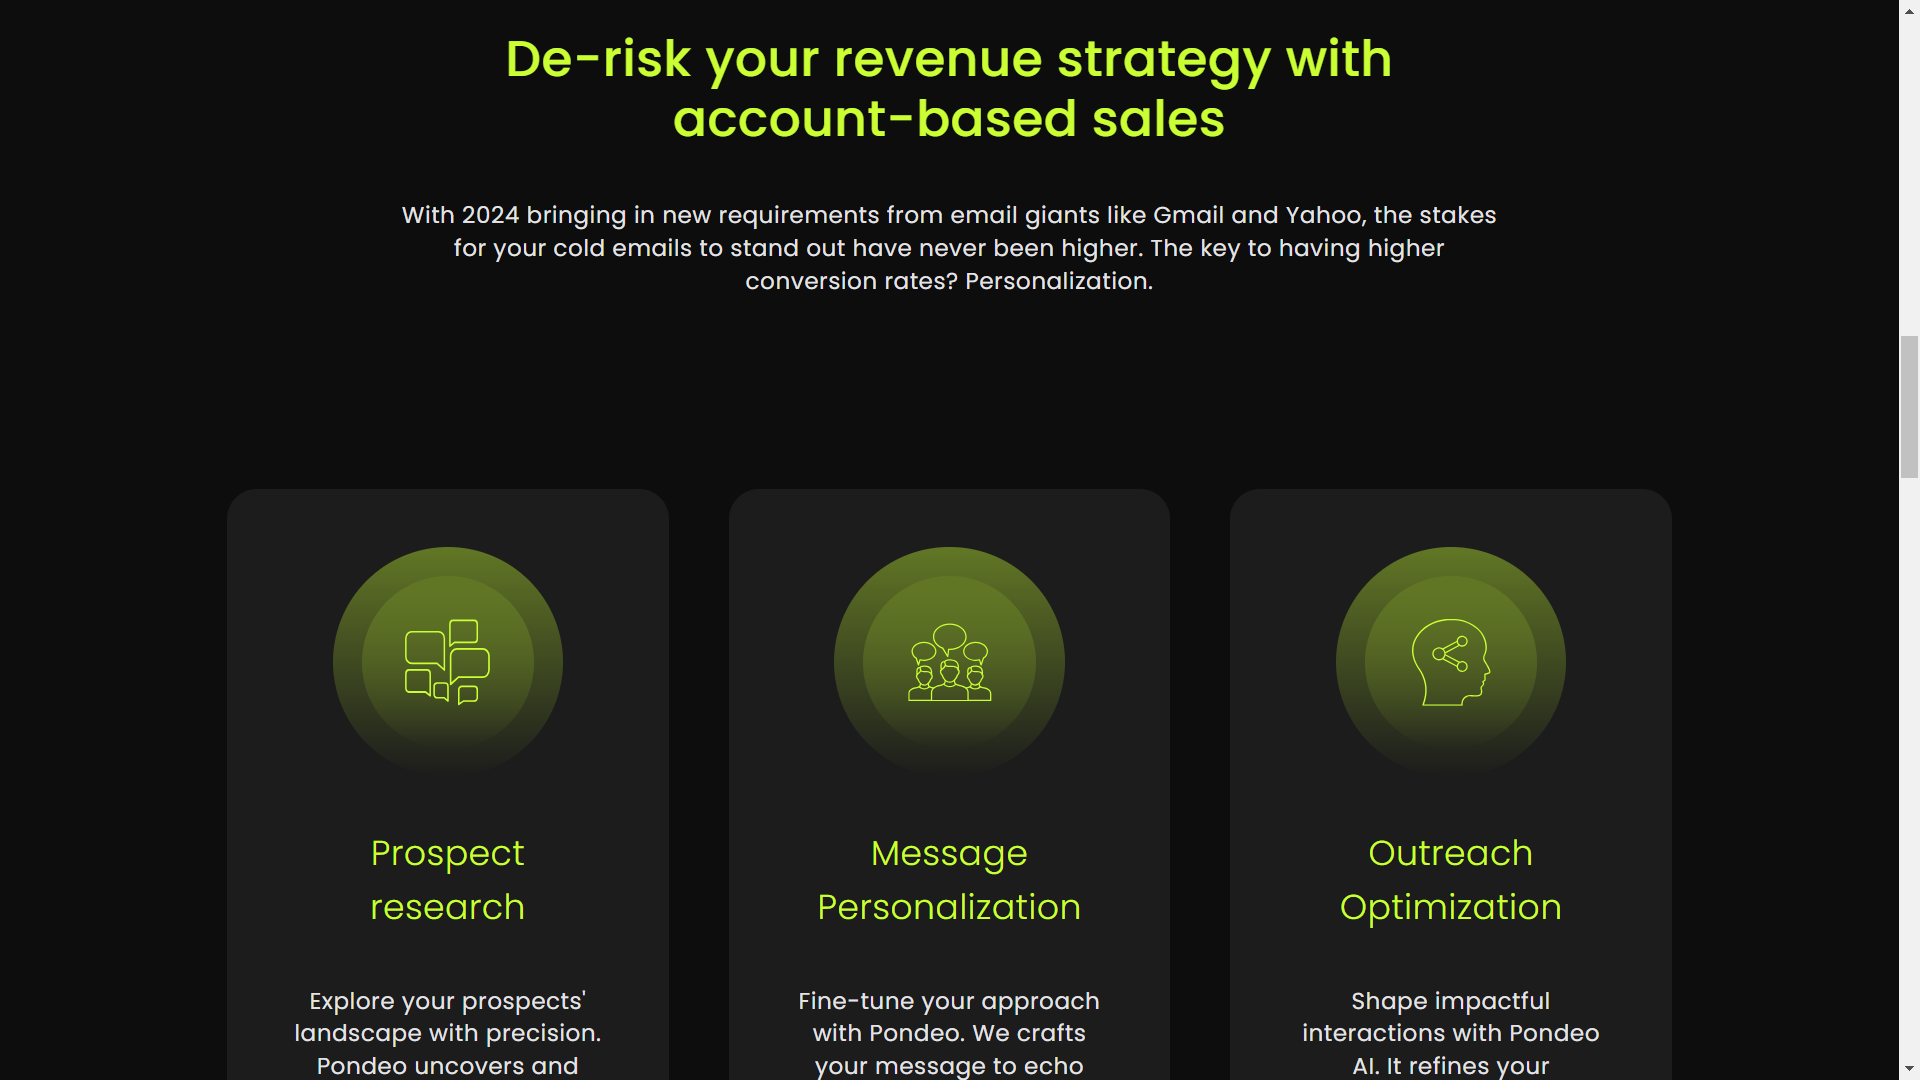 De-risk your revenue strategy with
account-based sales
With 2024 bringing in new requirements from email giants like Gmail and Yahoo, the stakes
for your cold emails to stand out have never been higher. The key to having higher
conversion rates? Personalization.
Prospect
research
Explore your prospects'
landscape with precision.
Pondeo uncovers and
Message
Personalization
Fine-tune your approach
with Pondeo. We crafts
your message to echo
Outreach
Optimization
Shape impactful
interactions with Pondeo
AI. It refines your